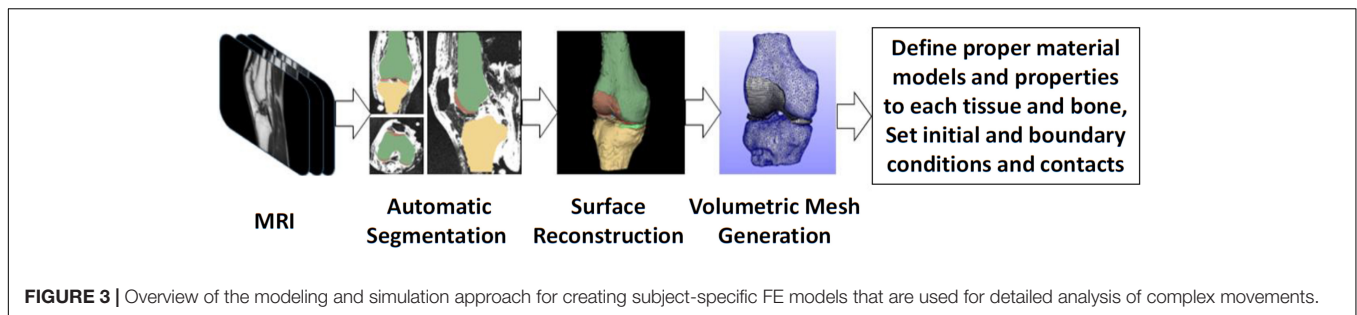 MRI
Automatic
Segmentation
Surface
Reconstruction
Volumetric Mesh
Generation
Define proper material
models and properties
to each tissue and bone,
Set initial and boundary
conditions and contacts
FIGURE 3 | Overview of the modeling and simulation approach for creating subject-specific FE models that are used for detailed analysis of complex movements.